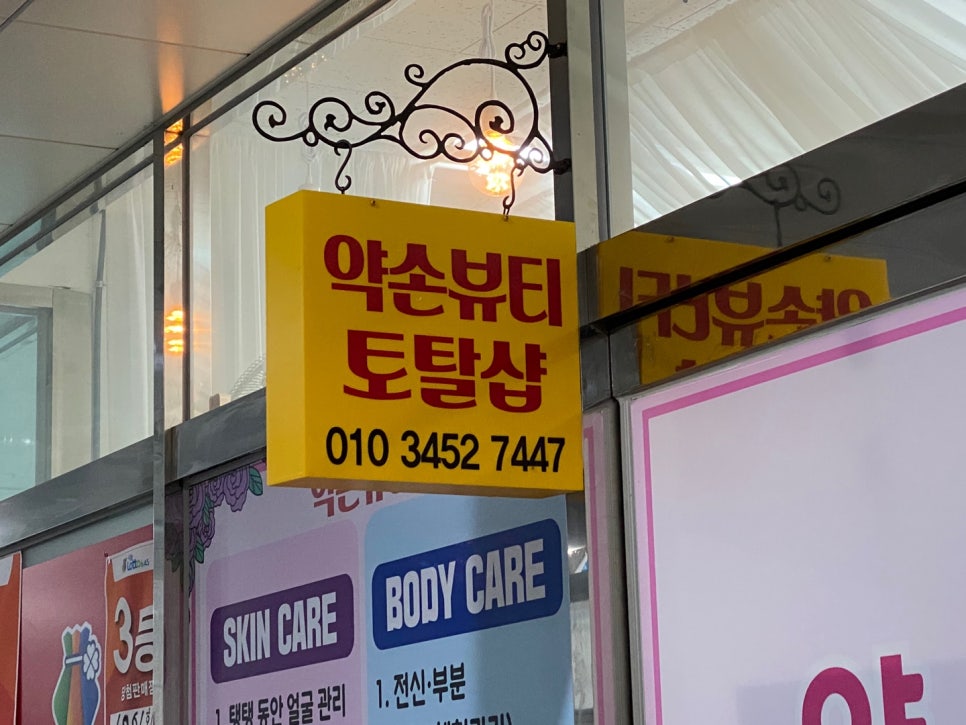 약손뷰티
토탈샵
010 3452 7447
SKIN CARE
1. 탱탱 동안 얼굴 관리
BODY CARE
1. 전신·부분
3등
약